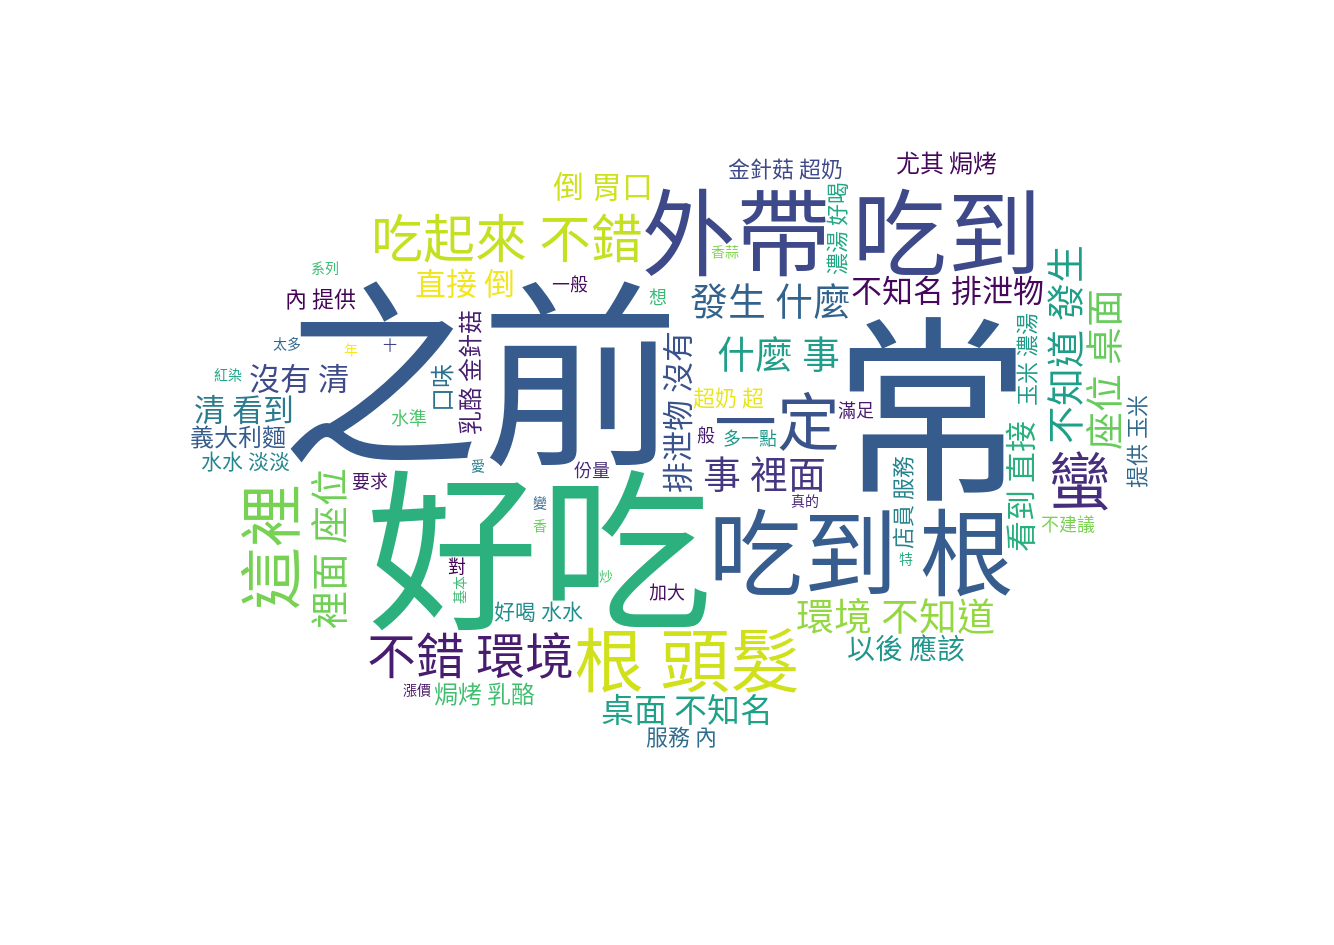 尤其 焗烤
金針菇 超奶
倒 胃口
濃湯 好喝
外帶 吃到
吃起來 不錯
香蒜
系列
直接 倒
一般
想
內 提供
發生 什麼
不知名 排泄物
不知道 發生
之前
太多
年
十
乳酪 金針菇
排泄物 沒有
什麼 事
常
玉米 濃湯
座位 桌面
紅染
沒有 清
口味
超奶 超
清 看到
水準
一定
滿足
提供 玉米
義大利麵
般
多一點
看到 直接
水水 淡淡
愛
份量
事 裡面
蠻
要求
這裡
裡面 座位
好吃
變
香
真的
店員 服務
不建議
吃到 根
特
對
基本
炒
加大
好喝 水水
環境 不知道
不錯 環境
根 頭髮
以後 應該
漲價
焗烤 乳酪
桌面 不知名
服務 內